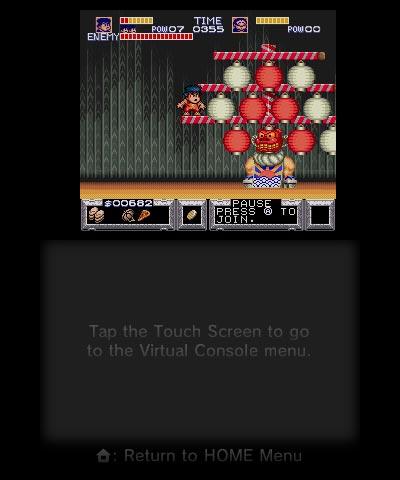 TIME
POW07 0355 POW00
ENEMY
$00682
PAUSE
PRESS @ TO
JOIN.
Tap the Touch Screen to go
to the Virtual Console menu.
: Return to HOME Menu